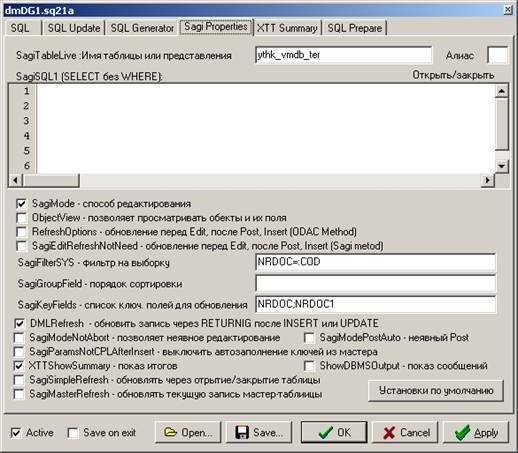 dmDG1.sq21a
SQL SQL Update SQL Generator Sagi Properties XTT Summary SQL Prepare
SagiTableLive :Имя таблицы или представления ythk_vmdb_ter Алиас
SagiSQL1 (SELECT без WHERE): Открыть/закрыть
1
2
3
4
5
6
SagiMode - способ редактирования
ObjectView - позволяет просматривать обекты и их поля
RefreshOptions - обновление перед Edit, после Post, Insert (ODAC Method)
SagiEditRefreshNotNeed - обновление перед Edit, после Post, Insert (Sagi metod)
SagiFilterSYS - фильтр на выборку NRDOC=:COD
SagiGroupField - порядок сортировки
SagiKeyFields - список ключ. полей для обновления NRDOC;NRDOC1
DMLRefresh - обновить запись через RETURNIG после INSERT или UPDATE
SagiModeNotAbort - позволяет неявное редактирование SagiModePostAuto - неявный Post
SagiParamsNotCPLAfterInsert - выключить автозаполнение ключей из мастера
XTTShowSummary - показ итогов ShowDBMSOutput - показ сообщений
SagiSimpleRefresh - обновлять через отрытие/закрытие таблицы
SagiMasterRefresh - обновлять текущую запись мастер-таблиицы
Установки по умолчанию
Active Save on exit Open... Save... OK Cancel Apply